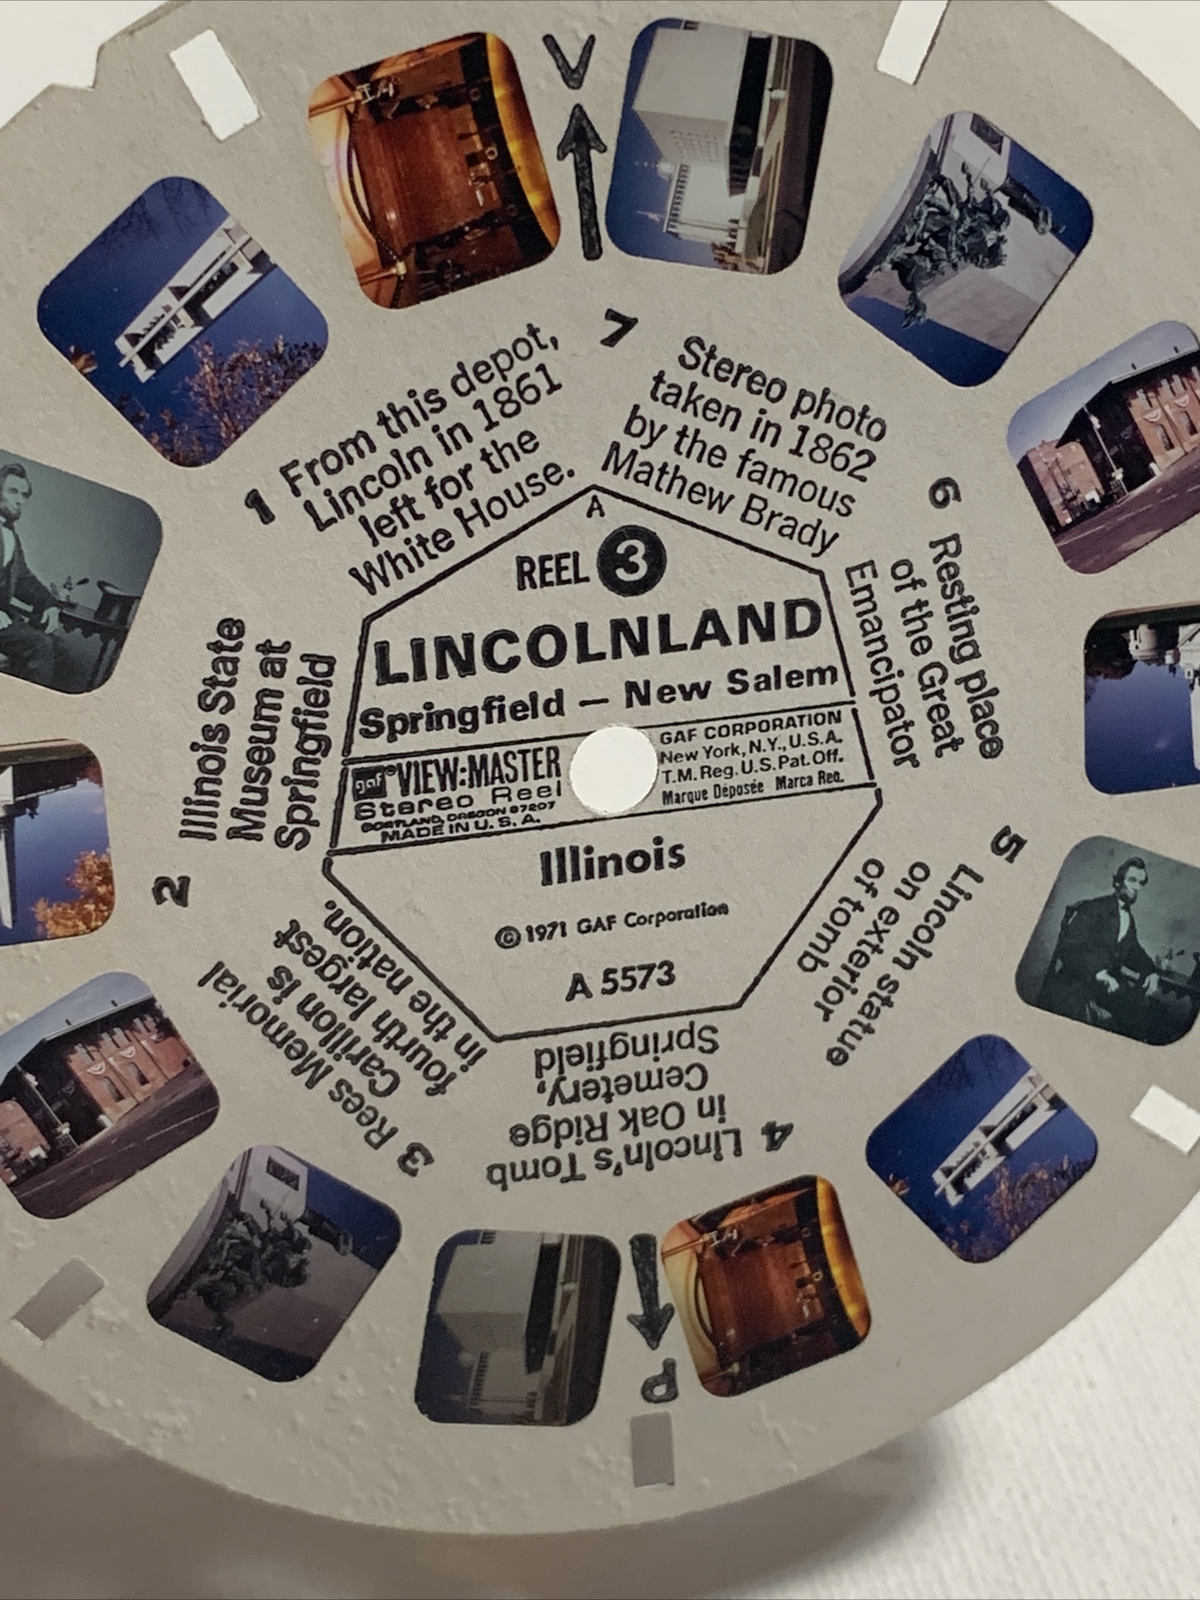 V
A
REEL 3
LINCOLNLAND
Springfield — New Salem
gaf® VIEW-MASTER
Stereo Reel
PORTLAND, OREGON 97207
MADE IN U. S. A.
GAF CORPORATION
New York, N.Y., U.S.A.
T.M. Reg. U.S. Pat. Off.
Marque Déposée Marca Reg.
Illinois
© 1971 GAF Corporation
A 5573
1 From this depot,
Lincoln in 1861
left for the
White House.
2 Illinois State
Museum at
Springfield
3 Rees Memorial
Carillon is
fourth largest
in the nation.
4 Lincoln's Tomb
in Oak Ridge
Cemetery,
Springfield
5 Lincoln statue
on exterior
of tomb
6 Resting place
of the Great
Emancipator
7 Stereo photo
taken in 1862
by the famous
Mathew Brady
P